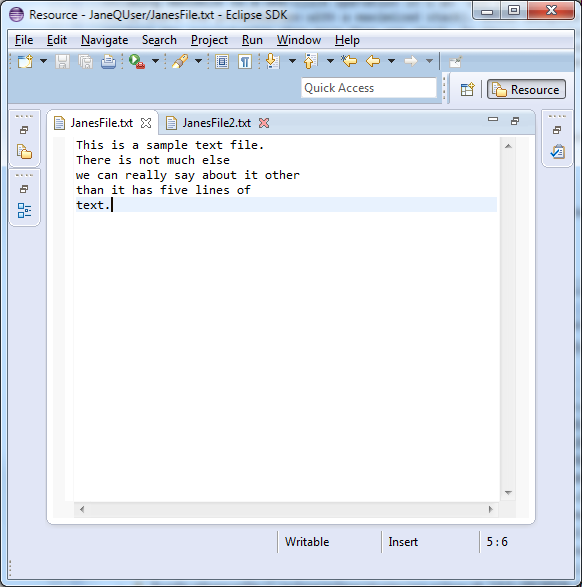 Resource - JaneQUser/JanesFile.txt - Eclipse SDK
File Edit Navigate Search Project Run Window Help
Quick Access
Resource
JanesFile.txt JanesFile2.txt
This is a sample text file.
There is not much else
we can really say about it other
than it has five lines of
text.
Writable Insert 5 : 6